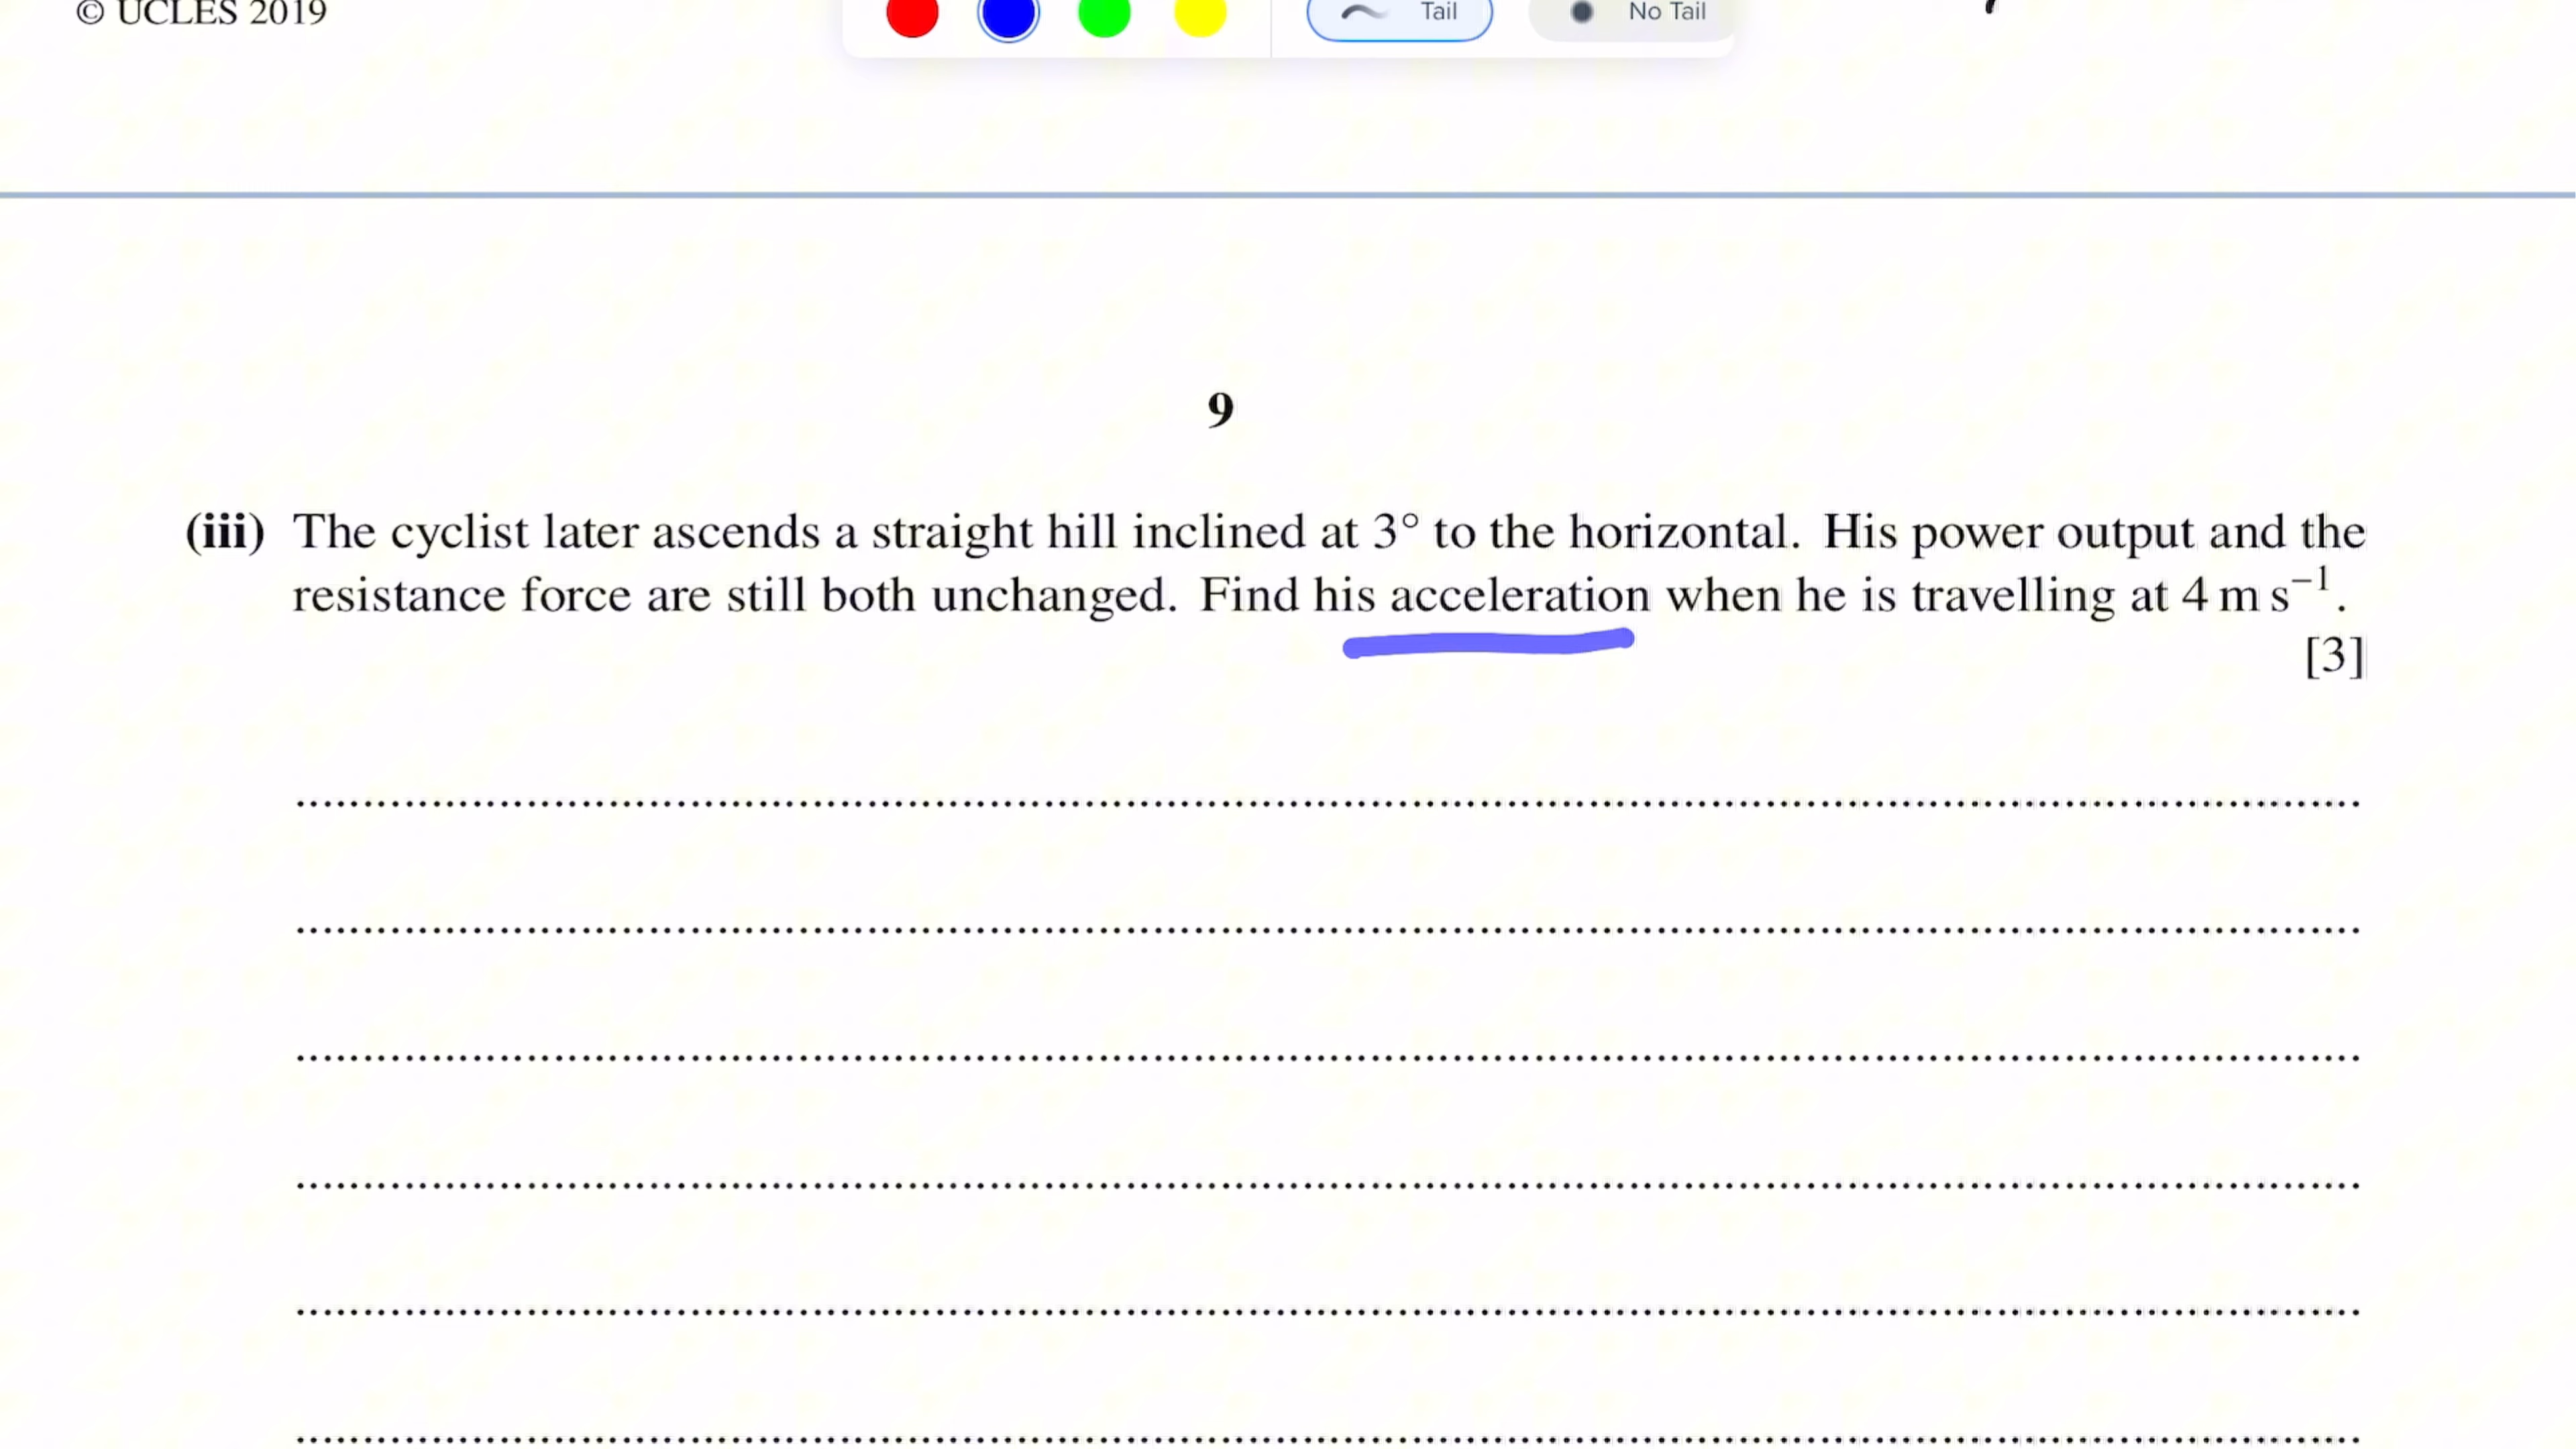 © UCLES 2019
Tail
No Tail
9
(iii) The cyclist later ascends a straight hill inclined at 3° to the horizontal. His power output and the
resistance force are still both unchanged. Find his acceleration when he is travelling at 4 m s⁻¹.
[3]